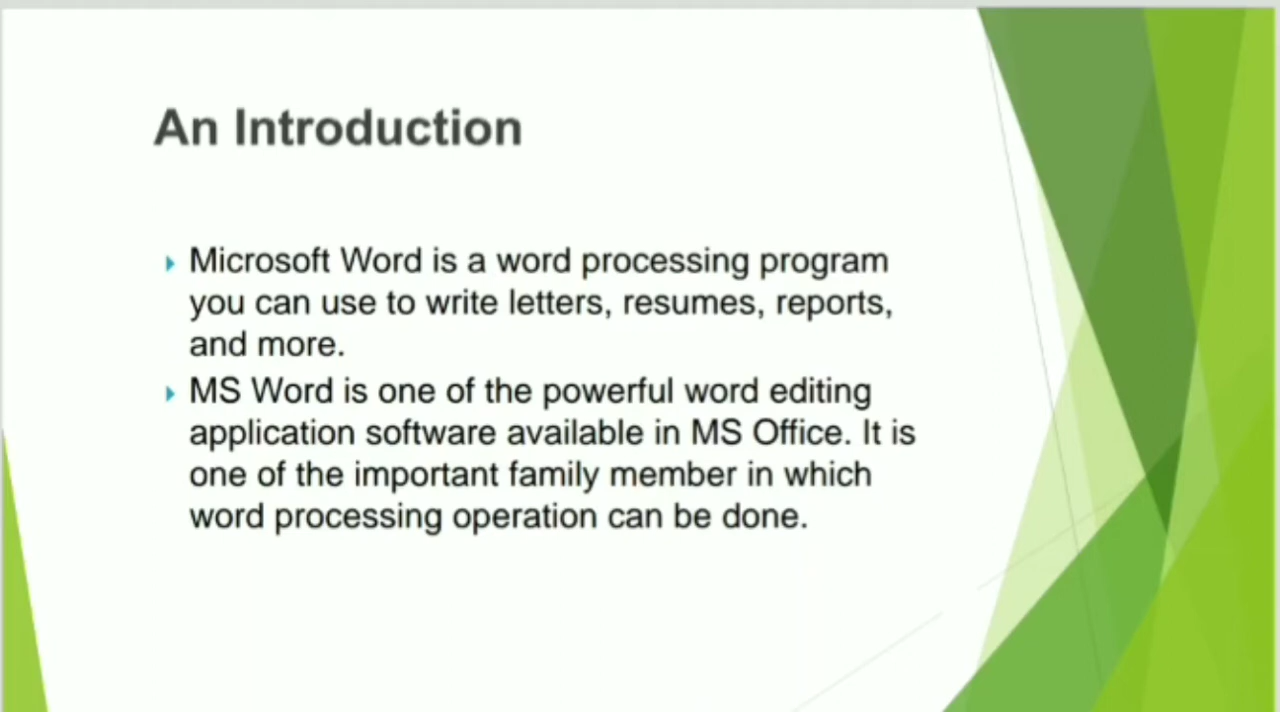 An Introduction
Microsoft Word is a word processing program
you can use to write letters, resumes, reports,
and more.
MS Word is one of the powerful word editing
application software available in MS Office. It is
one of the important family member in which
word processing operation can be done.